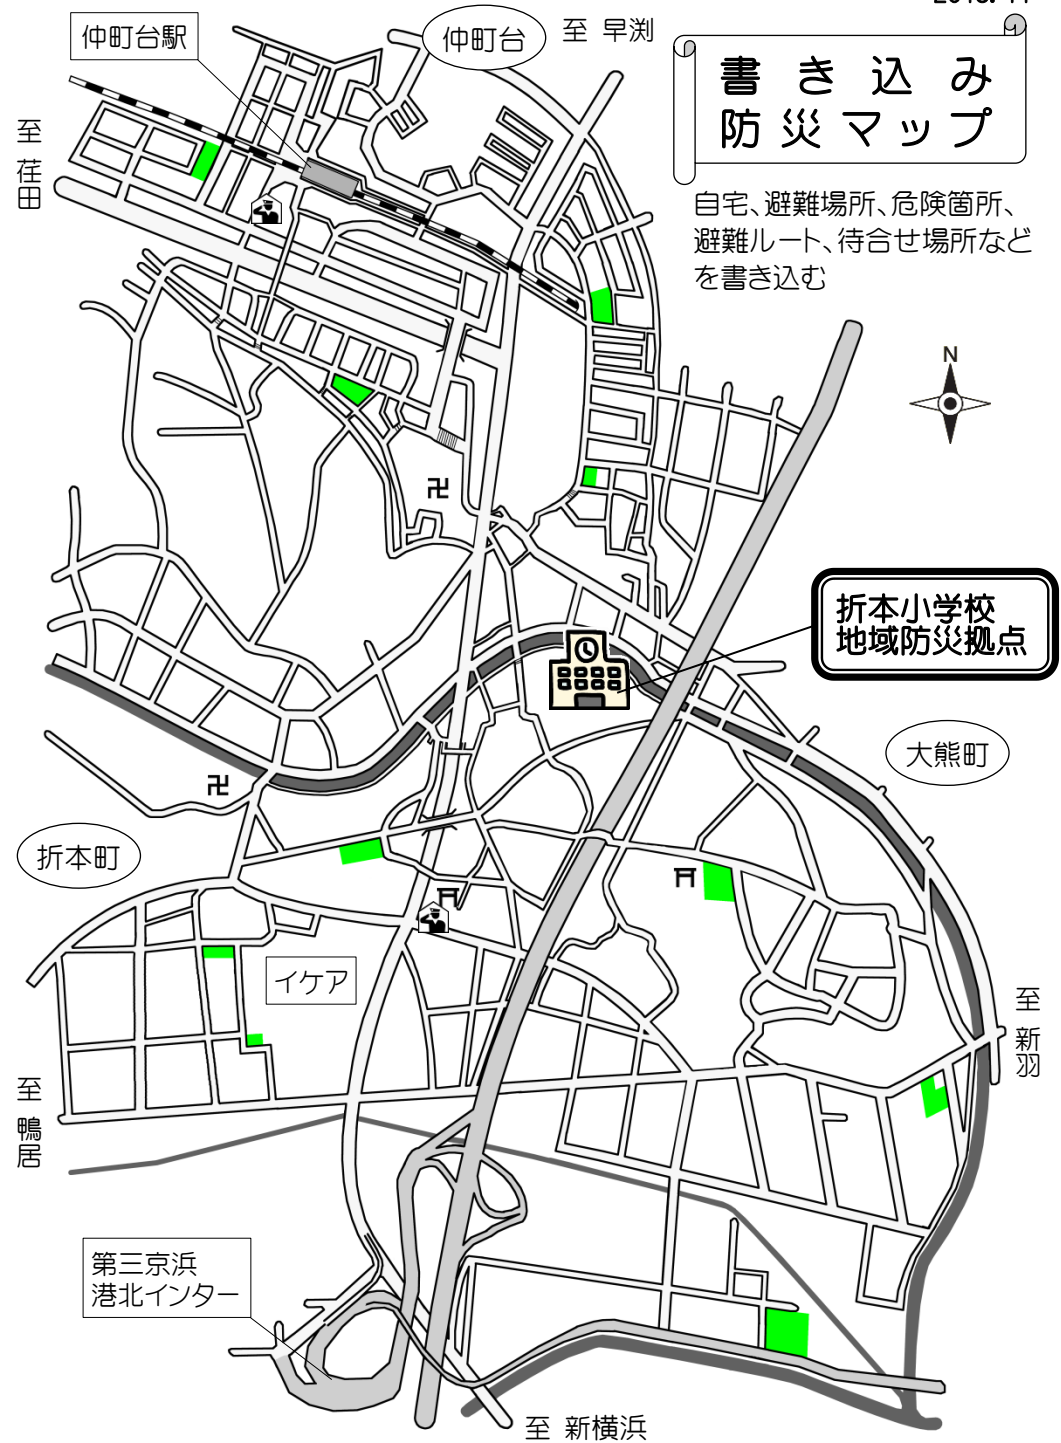 仲町台駅
仲町台
至 早渕
書き込み
防災マップ
至 荏田
自宅、避難場所、危険箇所、
避難ルート、待合せ場所など
を書き込む
N
卍
折本小学校
地域防災拠点
大熊町
卍
折本町
イケア
至 新羽
至 鴨居
第三京浜
港北インター
至 新横浜